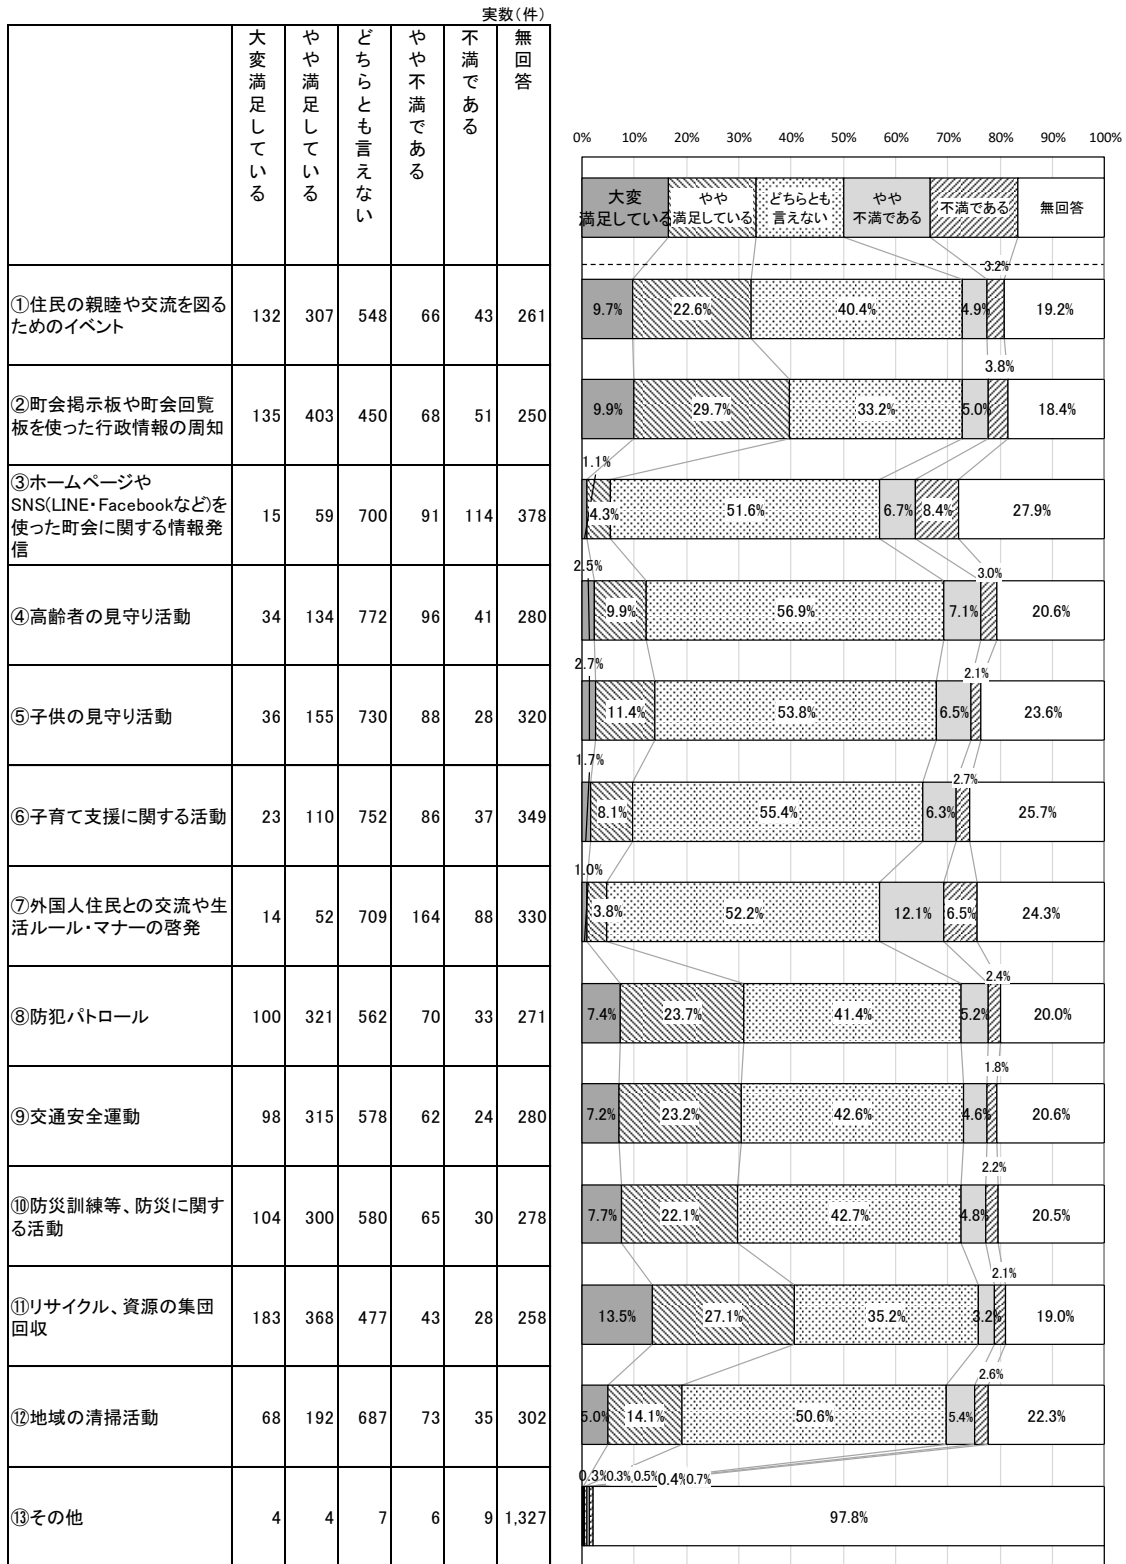 実数(件)
大変満足している
やや満足している
どちらとも言えない
やや不満である
不満である
無回答
0% 10% 20% 30% 40% 50% 60% 70% 80% 90% 100%
大変
満足している
やや
満足している
どちらとも
言えない
やや
不満である
不満である
無回答
①住民の親睦や交流を図る
ためのイベント
132 307 548 66 43 261
9.7% 22.6% 40.4% 4.9% 3.2% 19.2%
②町会掲示板や町会回覧
板を使った行政情報の周知
135 403 450 68 51 250
9.9% 29.7% 33.2% 5.0% 3.8% 18.4%
③ホームページや
SNS(LINE・Facebookなど)を
使った町会に関する情報発
信
15 59 700 91 114 378
1.1% 4.3% 51.6% 6.7% 8.4% 27.9%
④高齢者の見守り活動
34 134 772 96 41 280
2.5% 9.9% 56.9% 7.1% 3.0% 20.6%
⑤子供の見守り活動
36 155 730 88 28 320
2.7% 11.4% 53.8% 6.5% 2.1% 23.6%
⑥子育て支援に関する活動
23 110 752 86 37 349
1.7% 8.1% 55.4% 6.3% 2.7% 25.7%
⑦外国人住民との交流や生
活ルール・マナーの啓発
14 52 709 164 88 330
1.0% 3.8% 52.2% 12.1% 6.5% 24.3%
⑧防犯パトロール
100 321 562 70 33 271
7.4% 23.7% 41.4% 5.2% 2.4% 20.0%
⑨交通安全運動
98 315 578 62 24 280
7.2% 23.2% 42.6% 4.6% 1.8% 20.6%
⑩防災訓練等、防災に関す
る活動
104 300 580 65 30 278
7.7% 22.1% 42.7% 4.8% 2.2% 20.5%
⑪リサイクル、資源の集団
回収
183 368 477 43 28 258
13.5% 27.1% 35.2% 3.2% 2.1% 19.0%
⑫地域の清掃活動
68 192 687 73 35 302
5.0% 14.1% 50.6% 5.4% 2.6% 22.3%
⑬その他
4 4 7 6 9 1,327
0.3% 0.3% 0.5% 0.4% 0.7% 97.8%